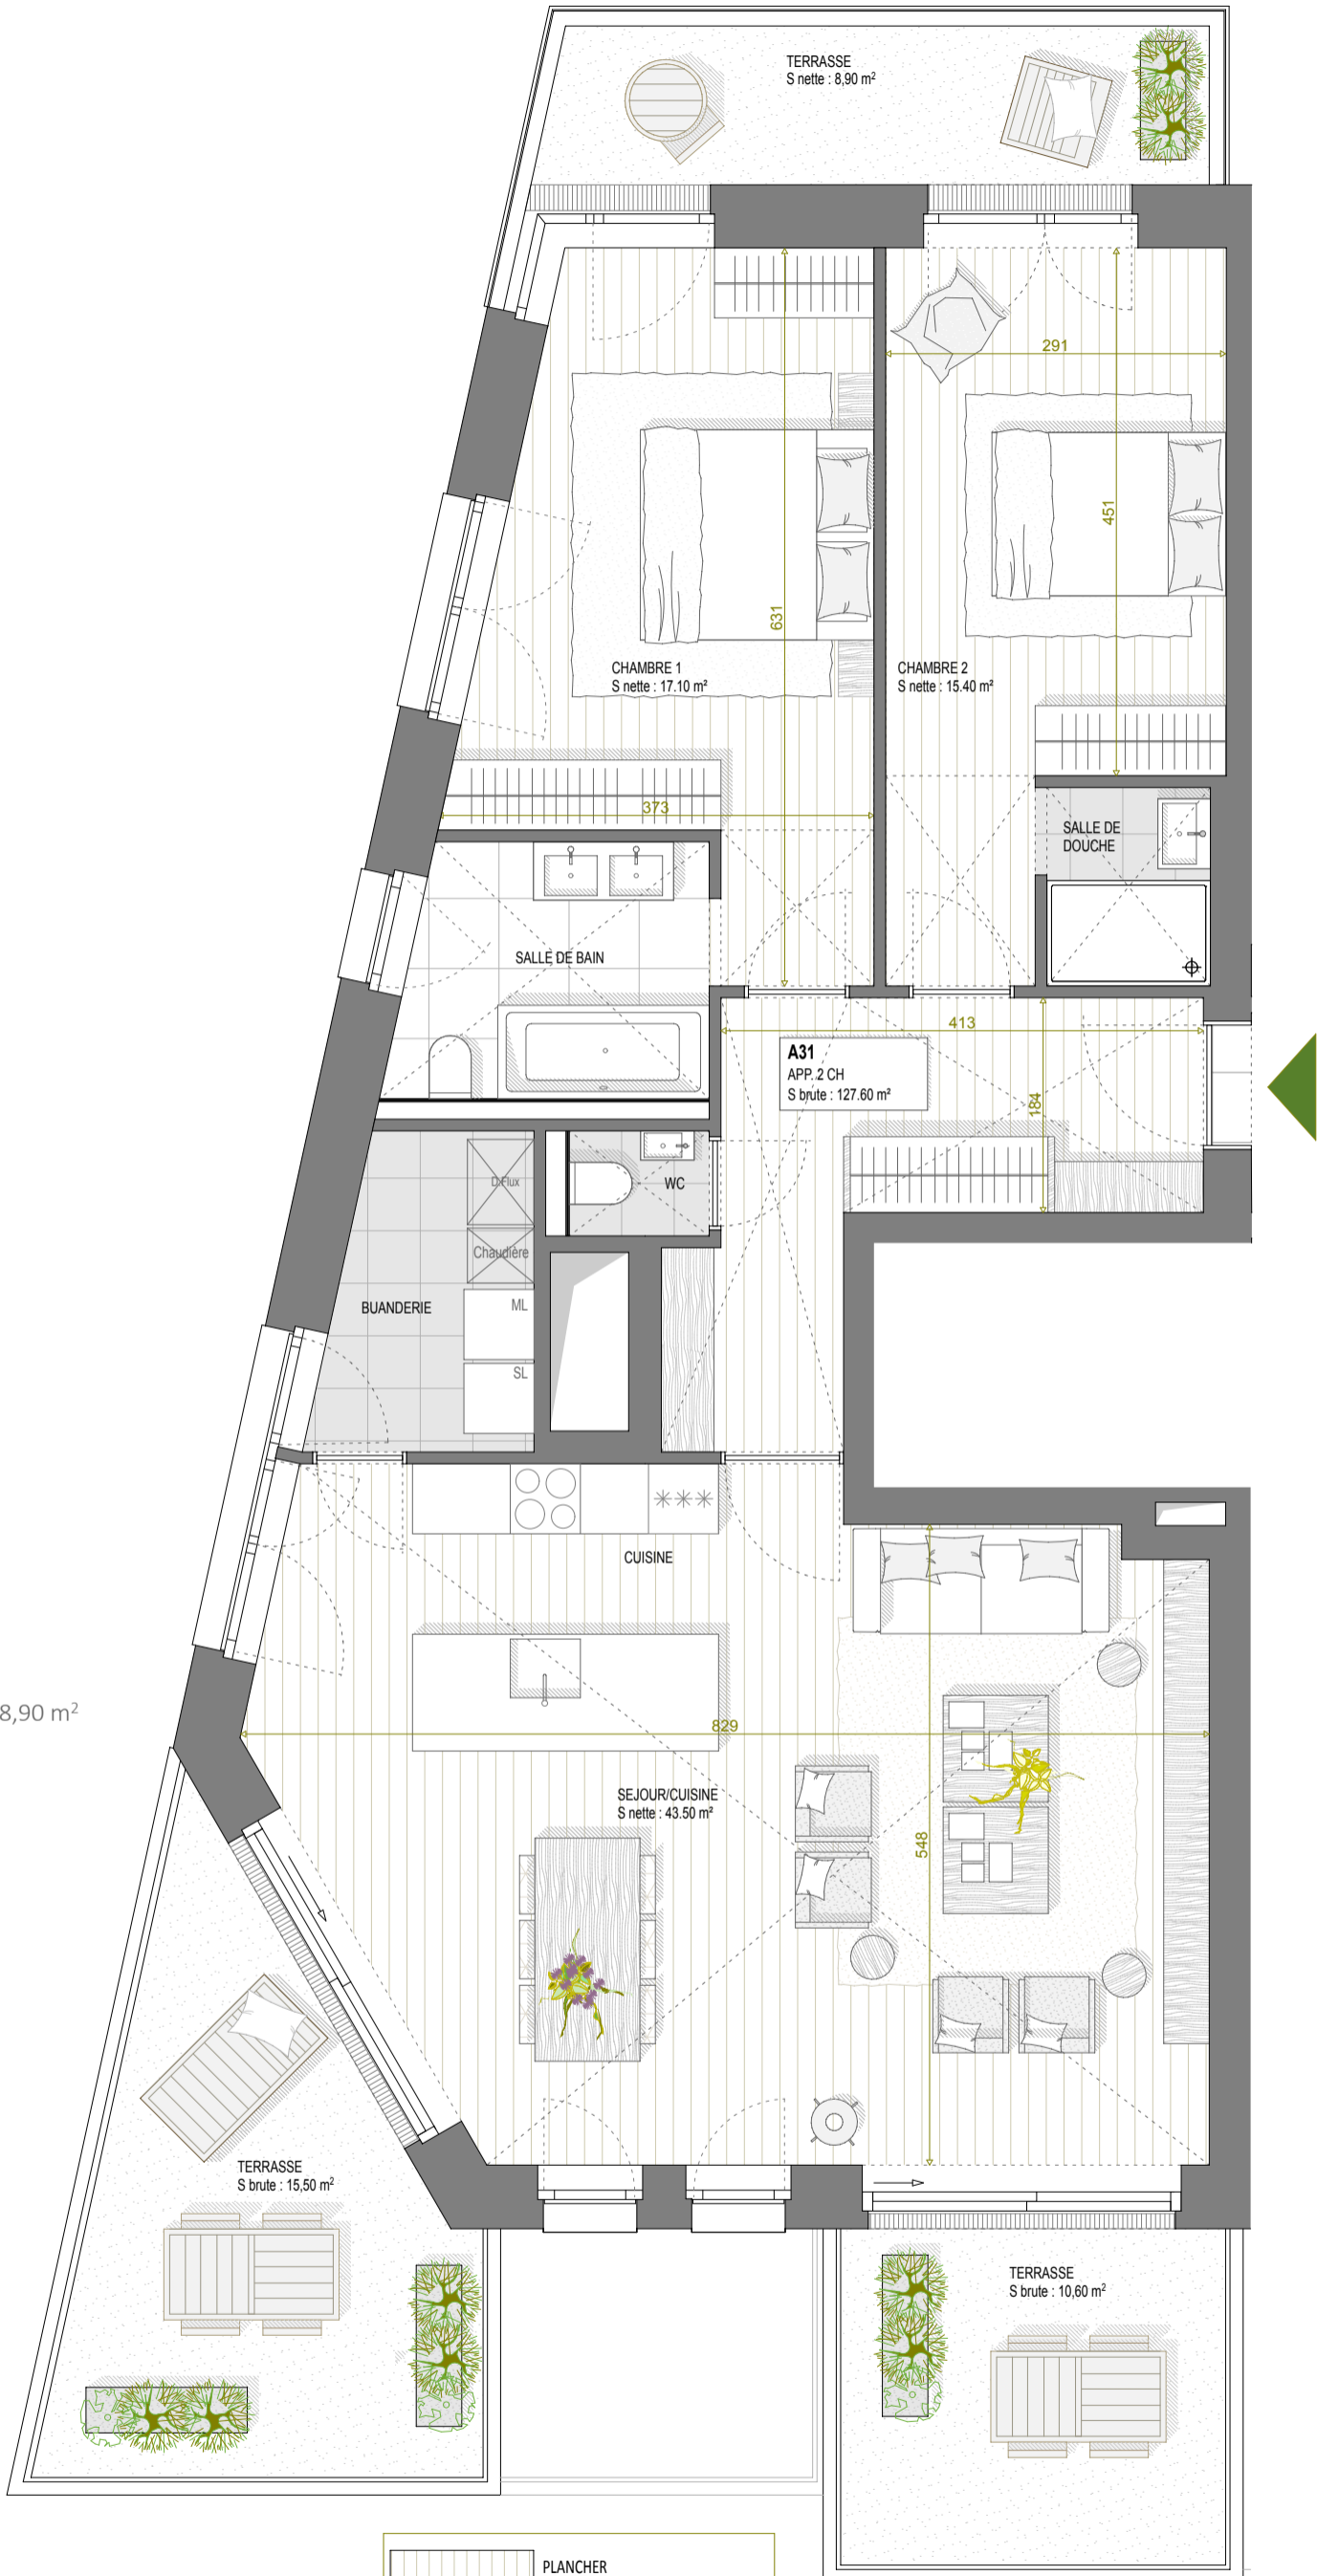 TERRASSE
S nette : 8,90 m²
291
451
631
CHAMBRE 1
S nette : 17.10 m²
CHAMBRE 2
S nette : 15.40 m²
373
SALLE DE
DOUCHE
SALLE DE BAIN
413
A31
APP. 2 CH
S brute : 127.60 m²
184
D.Flux
WC
Chaudière
BUANDERIE
ML
SL
CUISINE
8,90 m²
829
SEJOUR/CUISINE
S nette : 43.50 m²
548
TERRASSE
S brute : 15,50 m²
TERRASSE
S brute : 10,60 m²
PLANCHER